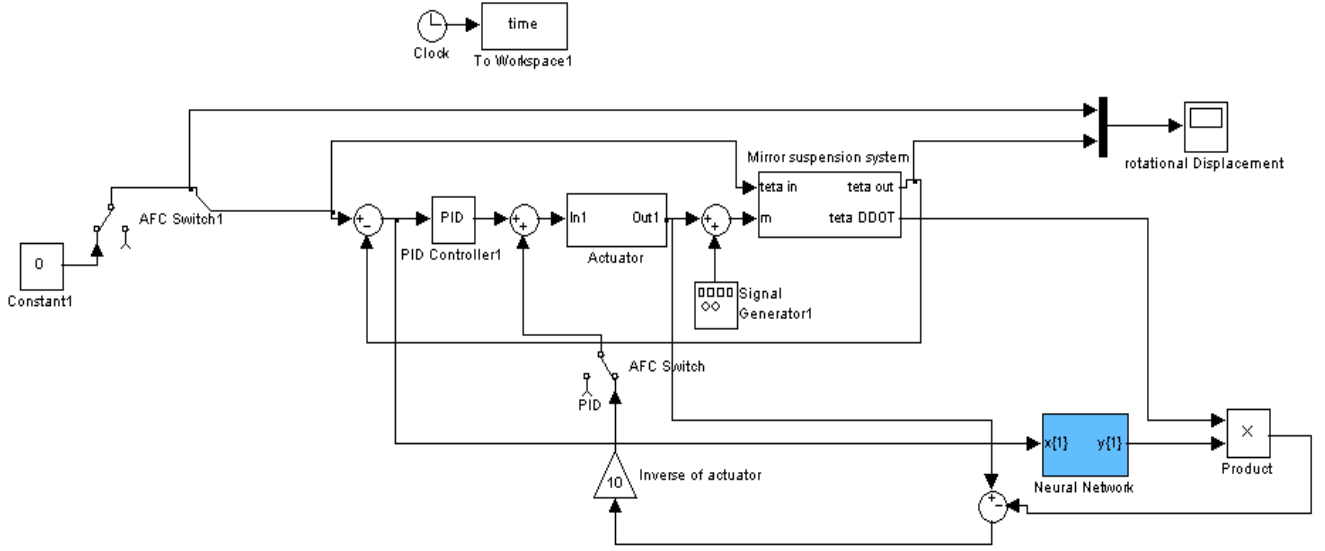 time
Clock
To Workspace1
Mirror suspension system
rotational Displacement
teta in
teta out
AFC Switch1
PID
In1
Out1
m
teta DDOT
0
PID Controller1
Actuator
Constant1
Signal
Generator1
AFC Switch
PID
x{1}
y{1}
Product
10
Inverse of actuator
Neural Network